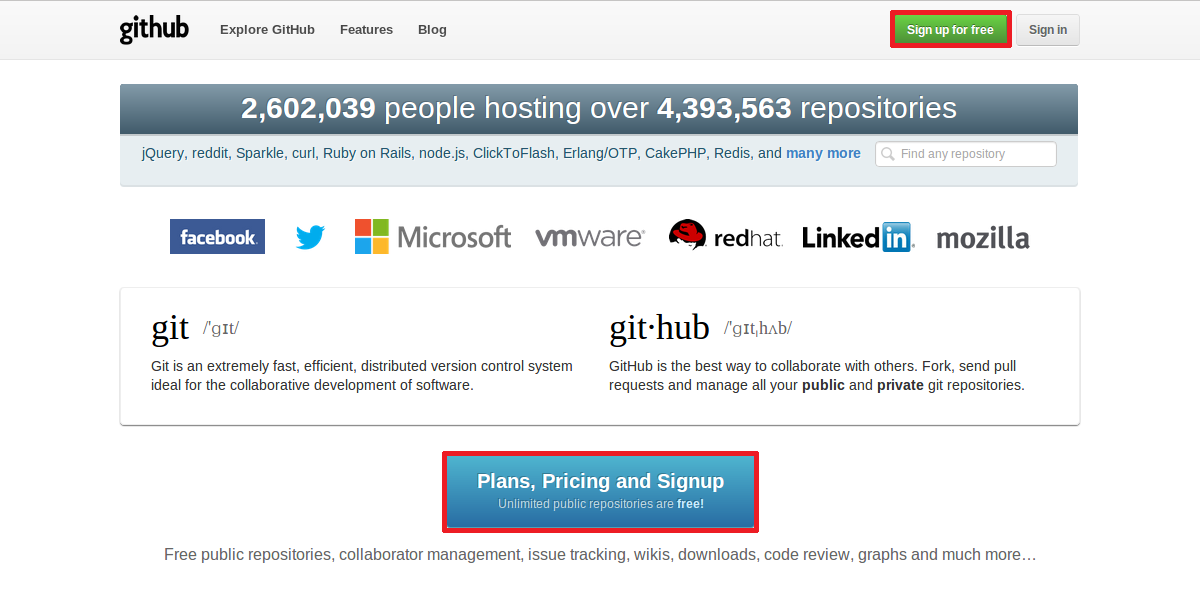 github
Explore GitHub
Features
Blog
Sign up for free
Sign in
2,602,039 people hosting over 4,393,563 repositories
jQuery, reddit, Sparkle, curl, Ruby on Rails, node.js, ClickToFlash, Erlang/OTP, CakePHP, Redis, and many more
Find any repository
facebook
Microsoft
vmware
redhat.
Linked in
mozilla
git /'ɡɪt/
Git is an extremely fast, efficient, distributed version control system
ideal for the collaborative development of software.
git·hub /'ɡɪtˌhʌb/
GitHub is the best way to collaborate with others. Fork, send pull
requests and manage all your public and private git repositories.
Plans, Pricing and Signup
Unlimited public repositories are free!
Free public repositories, collaborator management, issue tracking, wikis, downloads, code review, graphs and much more…